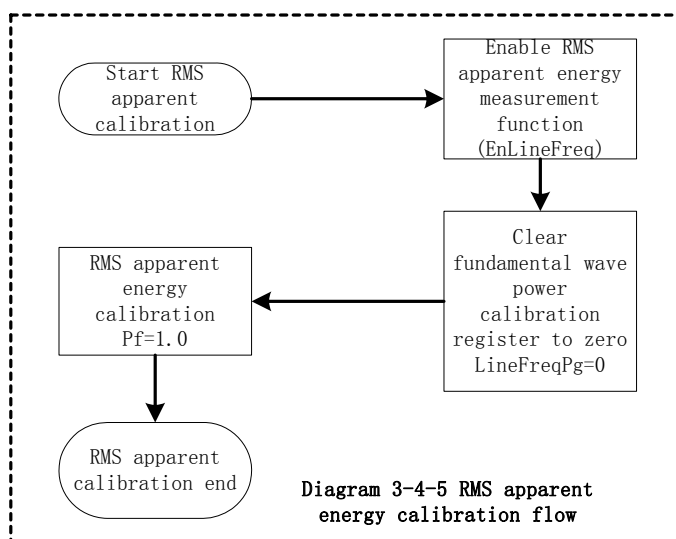 Start RMS
apparent
calibration
Enable RMS
apparent energy
measurement
function
(EnLineFreq)
Clear
fundamental wave
power
calibration
register to zero
LineFreqPg=0
RMS apparent
energy
calibration
Pf=1.0
RMS apparent
calibration end
Diagram 3-4-5 RMS apparent
energy calibration flow